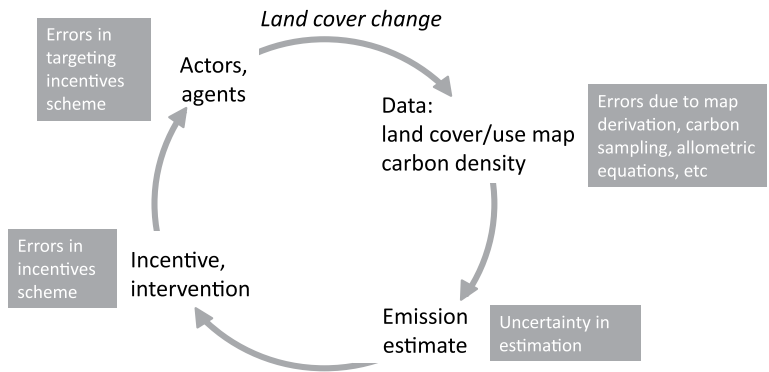 Land cover change
Errors in
targeting
incentives
scheme
Actors,
agents
Data:
land cover/use map
carbon density
Errors due to map
derivation, carbon
sampling, allometric
equations, etc
Errors in
incentives
scheme
Incentive,
intervention
Emission
estimate
Uncertainty in
estimation